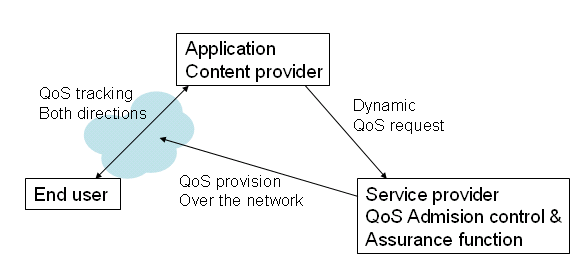 Application
Content provider
QoS tracking
Both directions
Dynamic
QoS request
End user
QoS provision
Over the network
Service provider
QoS Admision control &
Assurance function